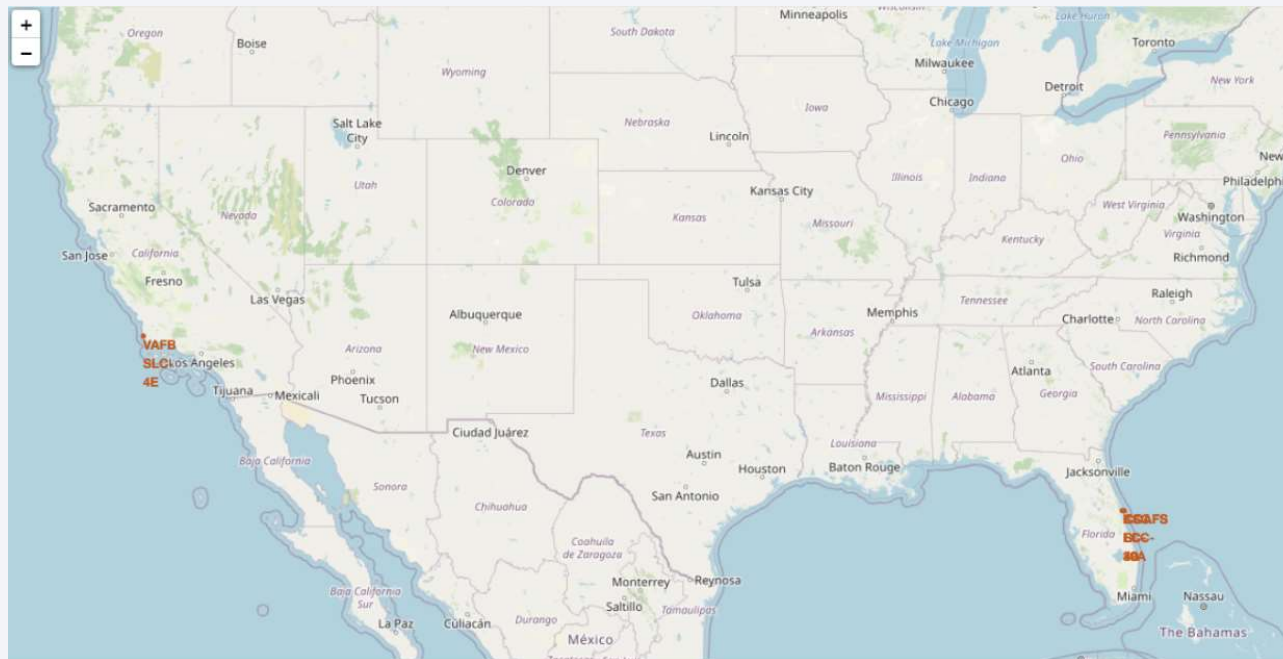 +
−
Oregon
Boise
South Dakota
Minneapolis
Wisconsin
Lake Michigan
Lake Huron
Toronto
Wyoming
Milwaukee
Detroit
New York
Chicago
Iowa
Nebraska
Salt Lake
City
Lincoln
Pennsylvania
Ohio
Illinois
Indiana
Denver
Utah
Colorado
Kansas City
Kansas
Missouri
Philadelph
Sacramento
Nevada
West Virginia
Washington
Virginia
San Jose
California
Kentucky
Richmond
Fresno
Las Vegas
Tulsa
Raleigh
Tennessee
Albuquerque
Oklahoma
Memphis
Charlotte
North Carolina
VAFB
SLC-
4E
Los Angeles
Arizona
New Mexico
Arkansas
Atlanta
South Carolina
Phoenix
Tucson
Tijuana
Mexicali
Dallas
Mississippi
Alabama
Georgia
Ciudad Juárez
Texas
Louisiana
Austin
Houston
Baton Rouge
Jacksonville
Baja California
Sonora
San Antonio
Chihuahua
Florida
Coahuila
de Zaragoza
Monterrey
Reynosa
Saltillo
Tamaulipas
Miami
Nassau
Baja California
Sur
La Paz
Culiacán
Durango
México
The Bahamas